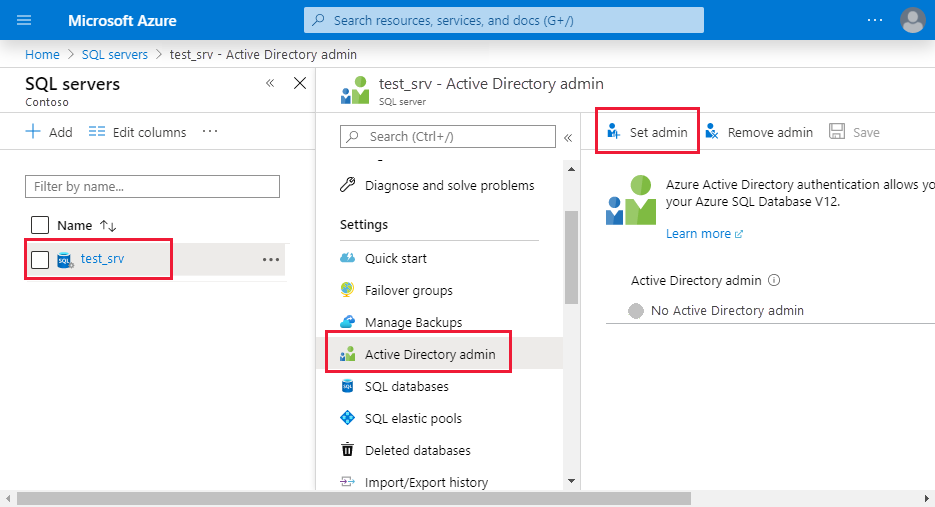 Microsoft Azure
Search resources, services, and docs (G+/)
Home > SQL servers > test_srv - Active Directory admin
SQL servers
Contoso
Add
Edit columns
Filter by name...
Name
SQL test_srv
test_srv - Active Directory admin
SQL server
Search (Ctrl+/)
Diagnose and solve problems
Settings
Quick start
Failover groups
Manage Backups
Active Directory admin
SQL SQL databases
SQL elastic pools
Deleted databases
Import/Export history
Set admin
Remove admin
Save
Azure Active Directory authentication allows yo
your Azure SQL Database V12.
Learn more
Active Directory admin
No Active Directory admin